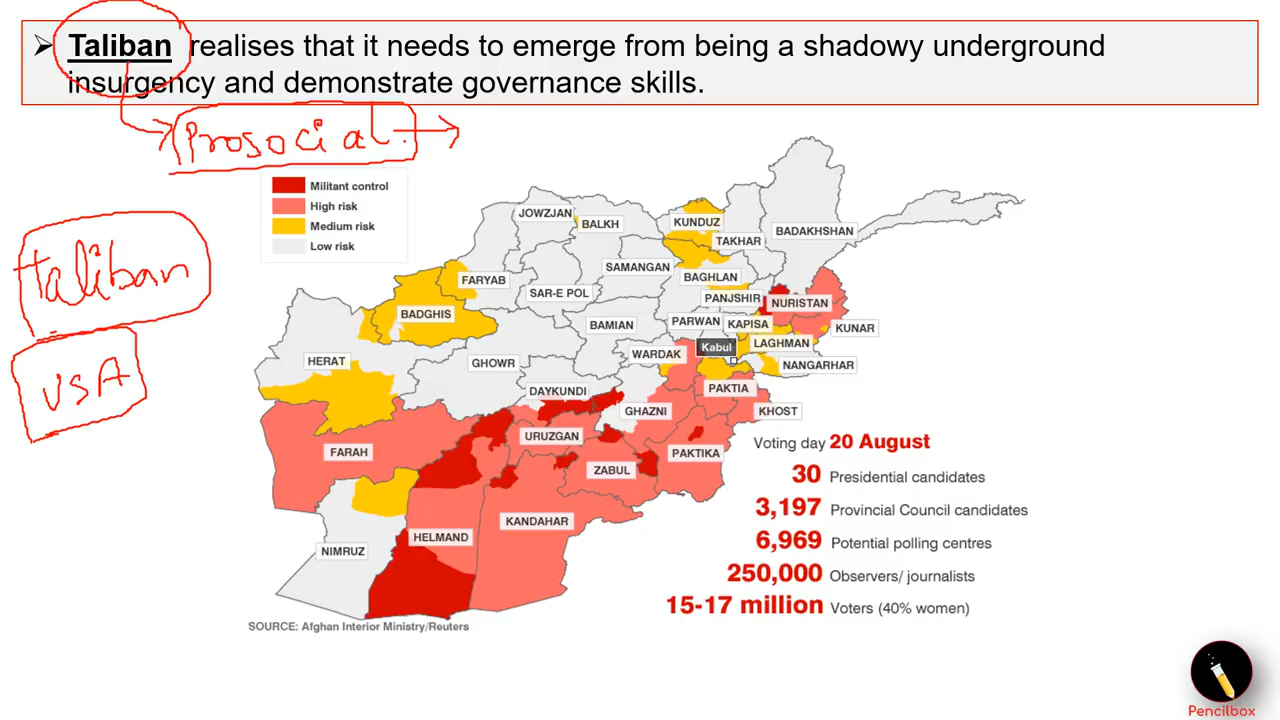 ➢ Taliban realises that it needs to emerge from being a shadowy underground
insurgency and demonstrate governance skills.
Prosocial
Taliban
USA
Militant control
High risk
Medium risk
Low risk
JOWZJAN
BALKH
KUNDUZ
TAKHAR
BADAKHSHAN
FARYAB
SAMANGAN
BAGHLAN
SAR-E POL
PANJSHIR
NURISTAN
BADGHIS
BAMIAN
PARWAN
KAPISA
KUNAR
HERAT
GHOWR
WARDAK
Kabul
LAGHMAN
NANGARHAR
DAYKUNDI
GHAZNI
PAKTIA
KHOST
FARAH
URUZGAN
ZABUL
PAKTIKA
NIMRUZ
HELMAND
KANDAHAR
Voting day 20 August
30 Presidential candidates
3,197 Provincial Council candidates
6,969 Potential polling centres
250,000 Observers/ journalists
15-17 million Voters (40% women)
SOURCE: Afghan Interior Ministry/Reuters
Pencilbox